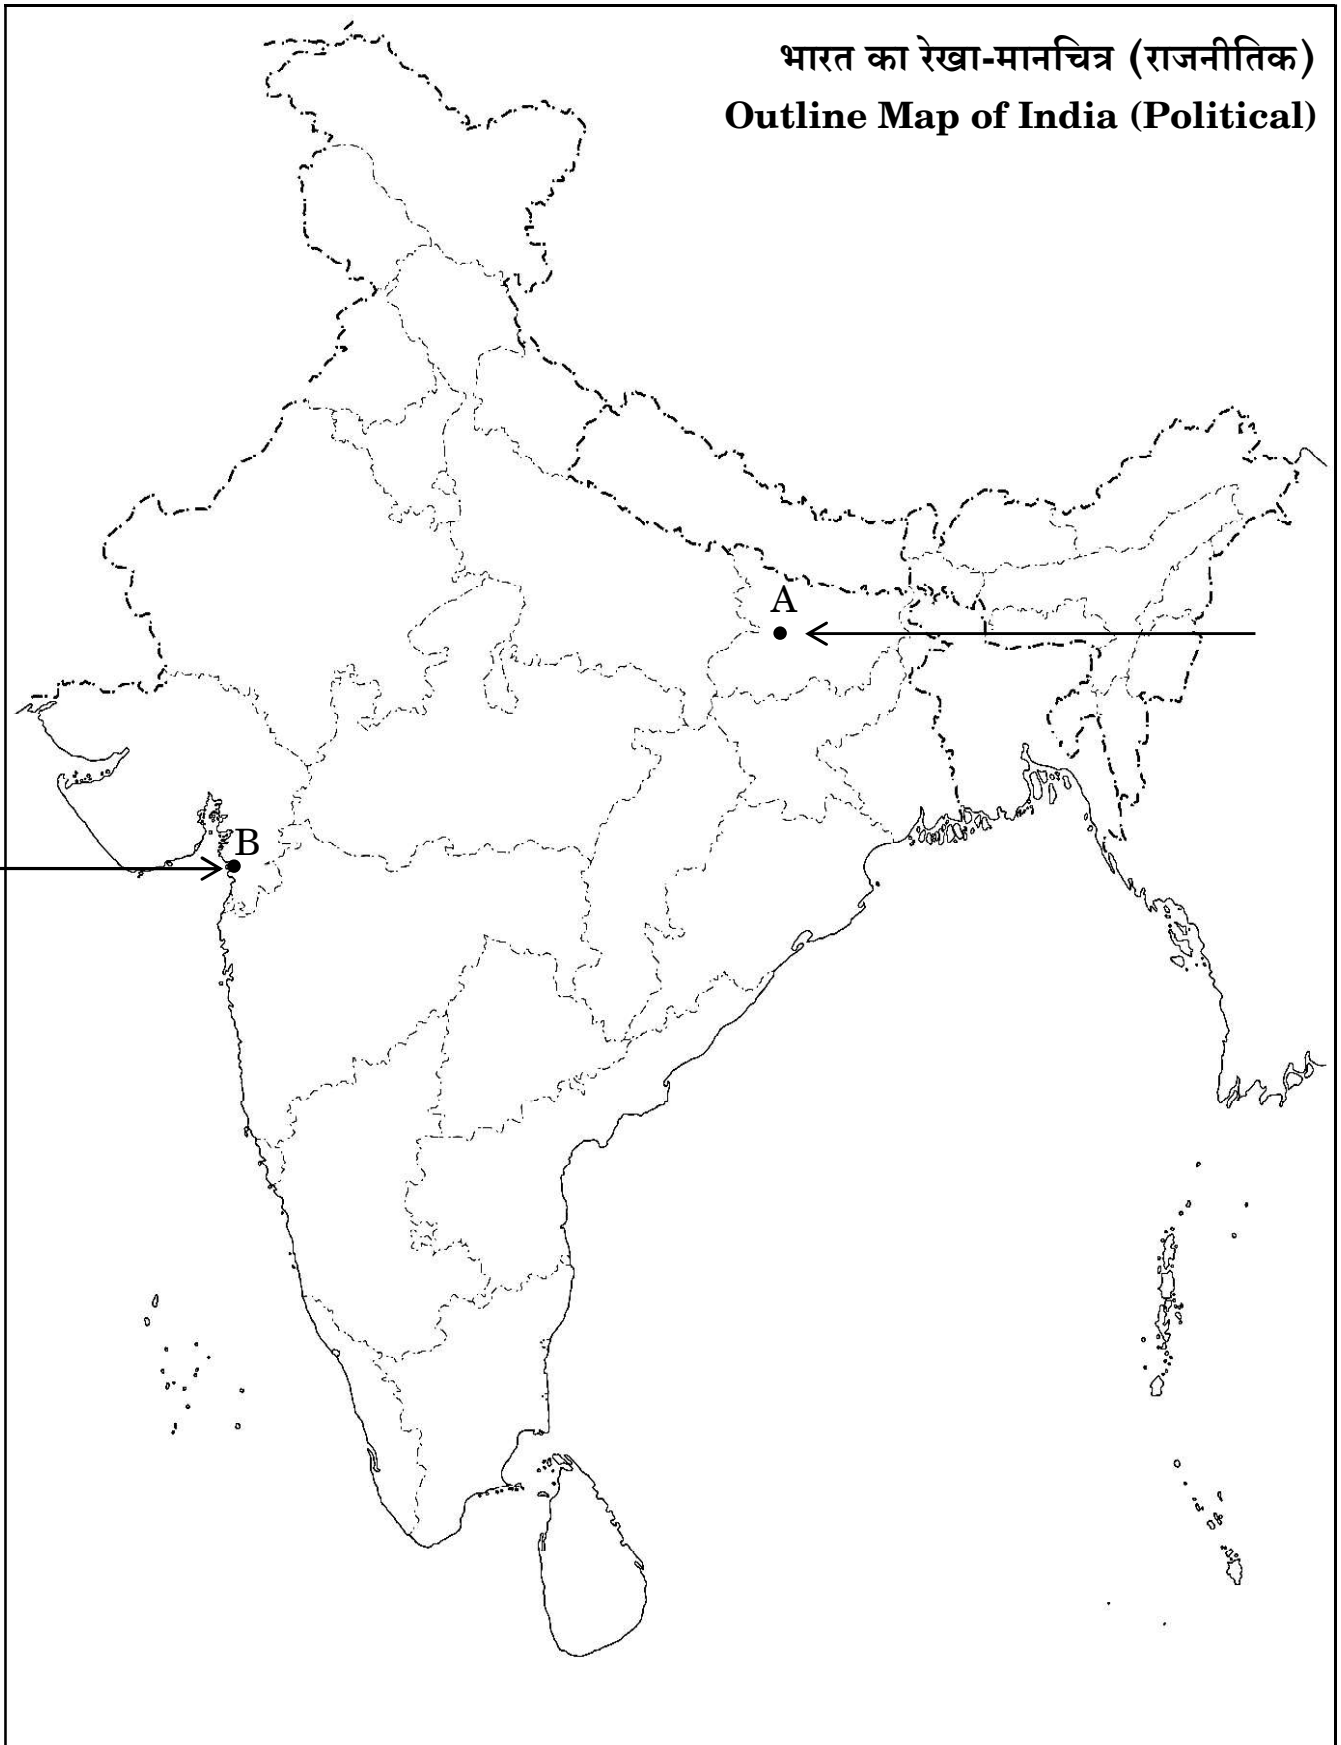 भारत का रेखा-मानचित्र (राजनीतिक)
Outline Map of India (Political)
A
B